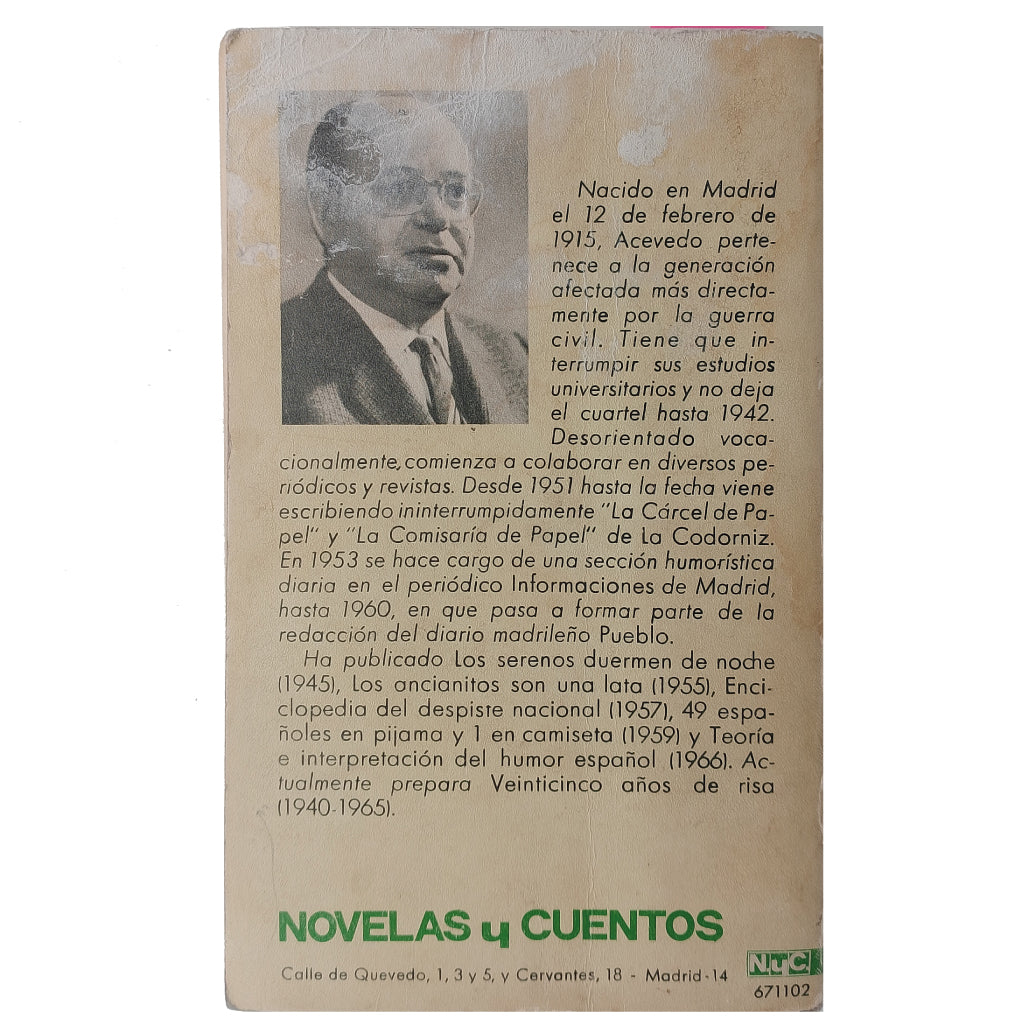 Nacido en Madrid
el 12 de febrero de
1915, Acevedo perte-
nece a la generación
afectada más directa-
mente por la guerra
civil. Tiene que in-
terrumpir sus estudios
universitarios y no deja
el cuartel hasta 1942.
Desorientado voca-
cionalmente, comienza a colaborar en diversos pe-
riódicos y revistas. Desde 1951 hasta la fecha viene
escribiendo ininterrumpidamente "La Cárcel de Pa-
pel" y "La Comisaría de Papel" de La Codorniz.
En 1953 se hace cargo de una sección humorística
diaria en el periódico Informaciones de Madrid,
hasta 1960, en que pasa a formar parte de la
redacción del diario madrileño Pueblo.
Ha publicado Los serenos duermen de noche
(1945), Los ancianitos son una lata (1955), Enci-
clopedia del despiste nacional (1957), 49 espa-
ñoles en pijama y 1 en camiseta (1959) y Teoría
e interpretación del humor español (1966). Ac-
tualmente prepara Veinticinco años de risa
(1940-1965).
NOVELAS y CUENTOS
Calle de Quevedo, 1, 3 y 5, y Cervantes, 18 - Madrid-14
N.yC.
671102